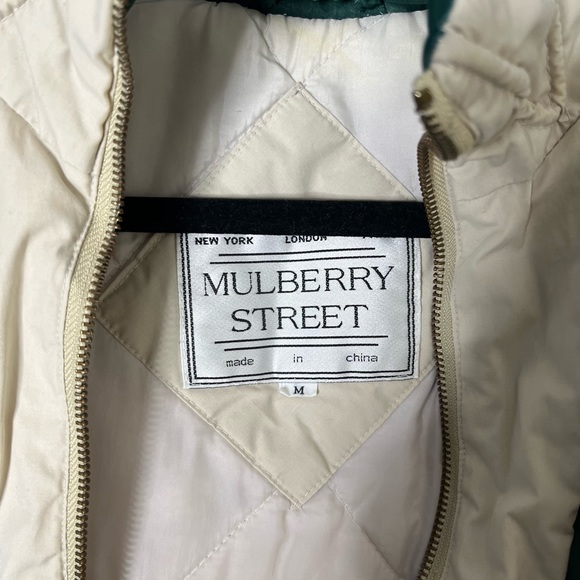 NEW YORK LONDON
MULBERRY
STREET
made in china
M